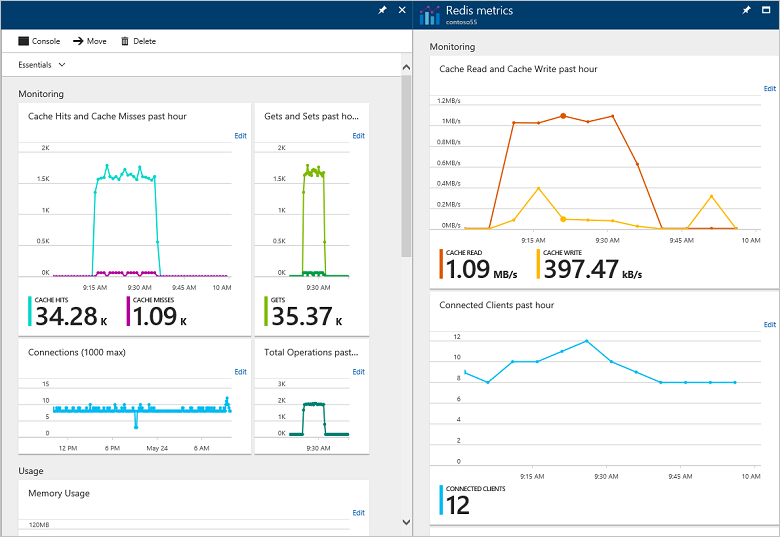 Console Move Delete
Essentials
Monitoring
Cache Hits and Cache Misses past hour
Edit
2K
1.5K
1K
0.5K
0K
9:15 AM 9:30 AM 9:45 AM 10 AM
CACHE HITS
34.28 K
CACHE MISSES
1.09 K
Gets and Sets past ho...
Edit
2K
1.5K
1K
0.5K
0K
9:30 AM
GETS
35.37 K
Connections (1000 max)
Edit
15
10
5
0
12 PM 6 PM May 24 6 AM
Total Operations past...
Edit
3K
2K
1K
0K
9:30 AM
Usage
Memory Usage
Edit
120MB
Redis metrics
contoso55
Monitoring
Cache Read and Cache Write past hour
Edit
1.2MB/s
1MB/s
0.8MB/s
0.6MB/s
0.4MB/s
0.2MB/s
0MB/s
9:15 AM 9:30 AM 9:45 AM 10 AM
CACHE READ
1.09 MB/s
CACHE WRITE
397.47 kB/s
Connected Clients past hour
Edit
12
10
8
6
4
2
0
9:15 AM 9:30 AM 9:45 AM 10 AM
CONNECTED CLIENTS
12